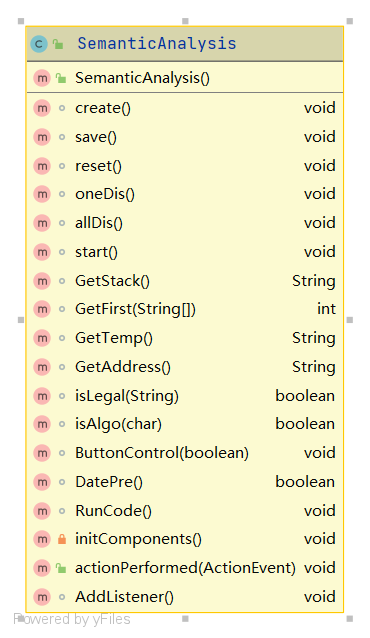 C SemanticAnalysis
m SemanticAnalysis()
m create() void
m save() void
m reset() void
m oneDis() void
m allDis() void
m start() void
m GetStack() String
m GetFirst(String[]) int
m GetTemp() String
m GetAddress() String
m isLegal(String) boolean
m isAlgo(char) boolean
m ButtonControl(boolean) void
m DatePre() boolean
m RunCode() void
m initComponents() void
m actionPerformed(ActionEvent) void
m AddListener() void
Powered by yFiles